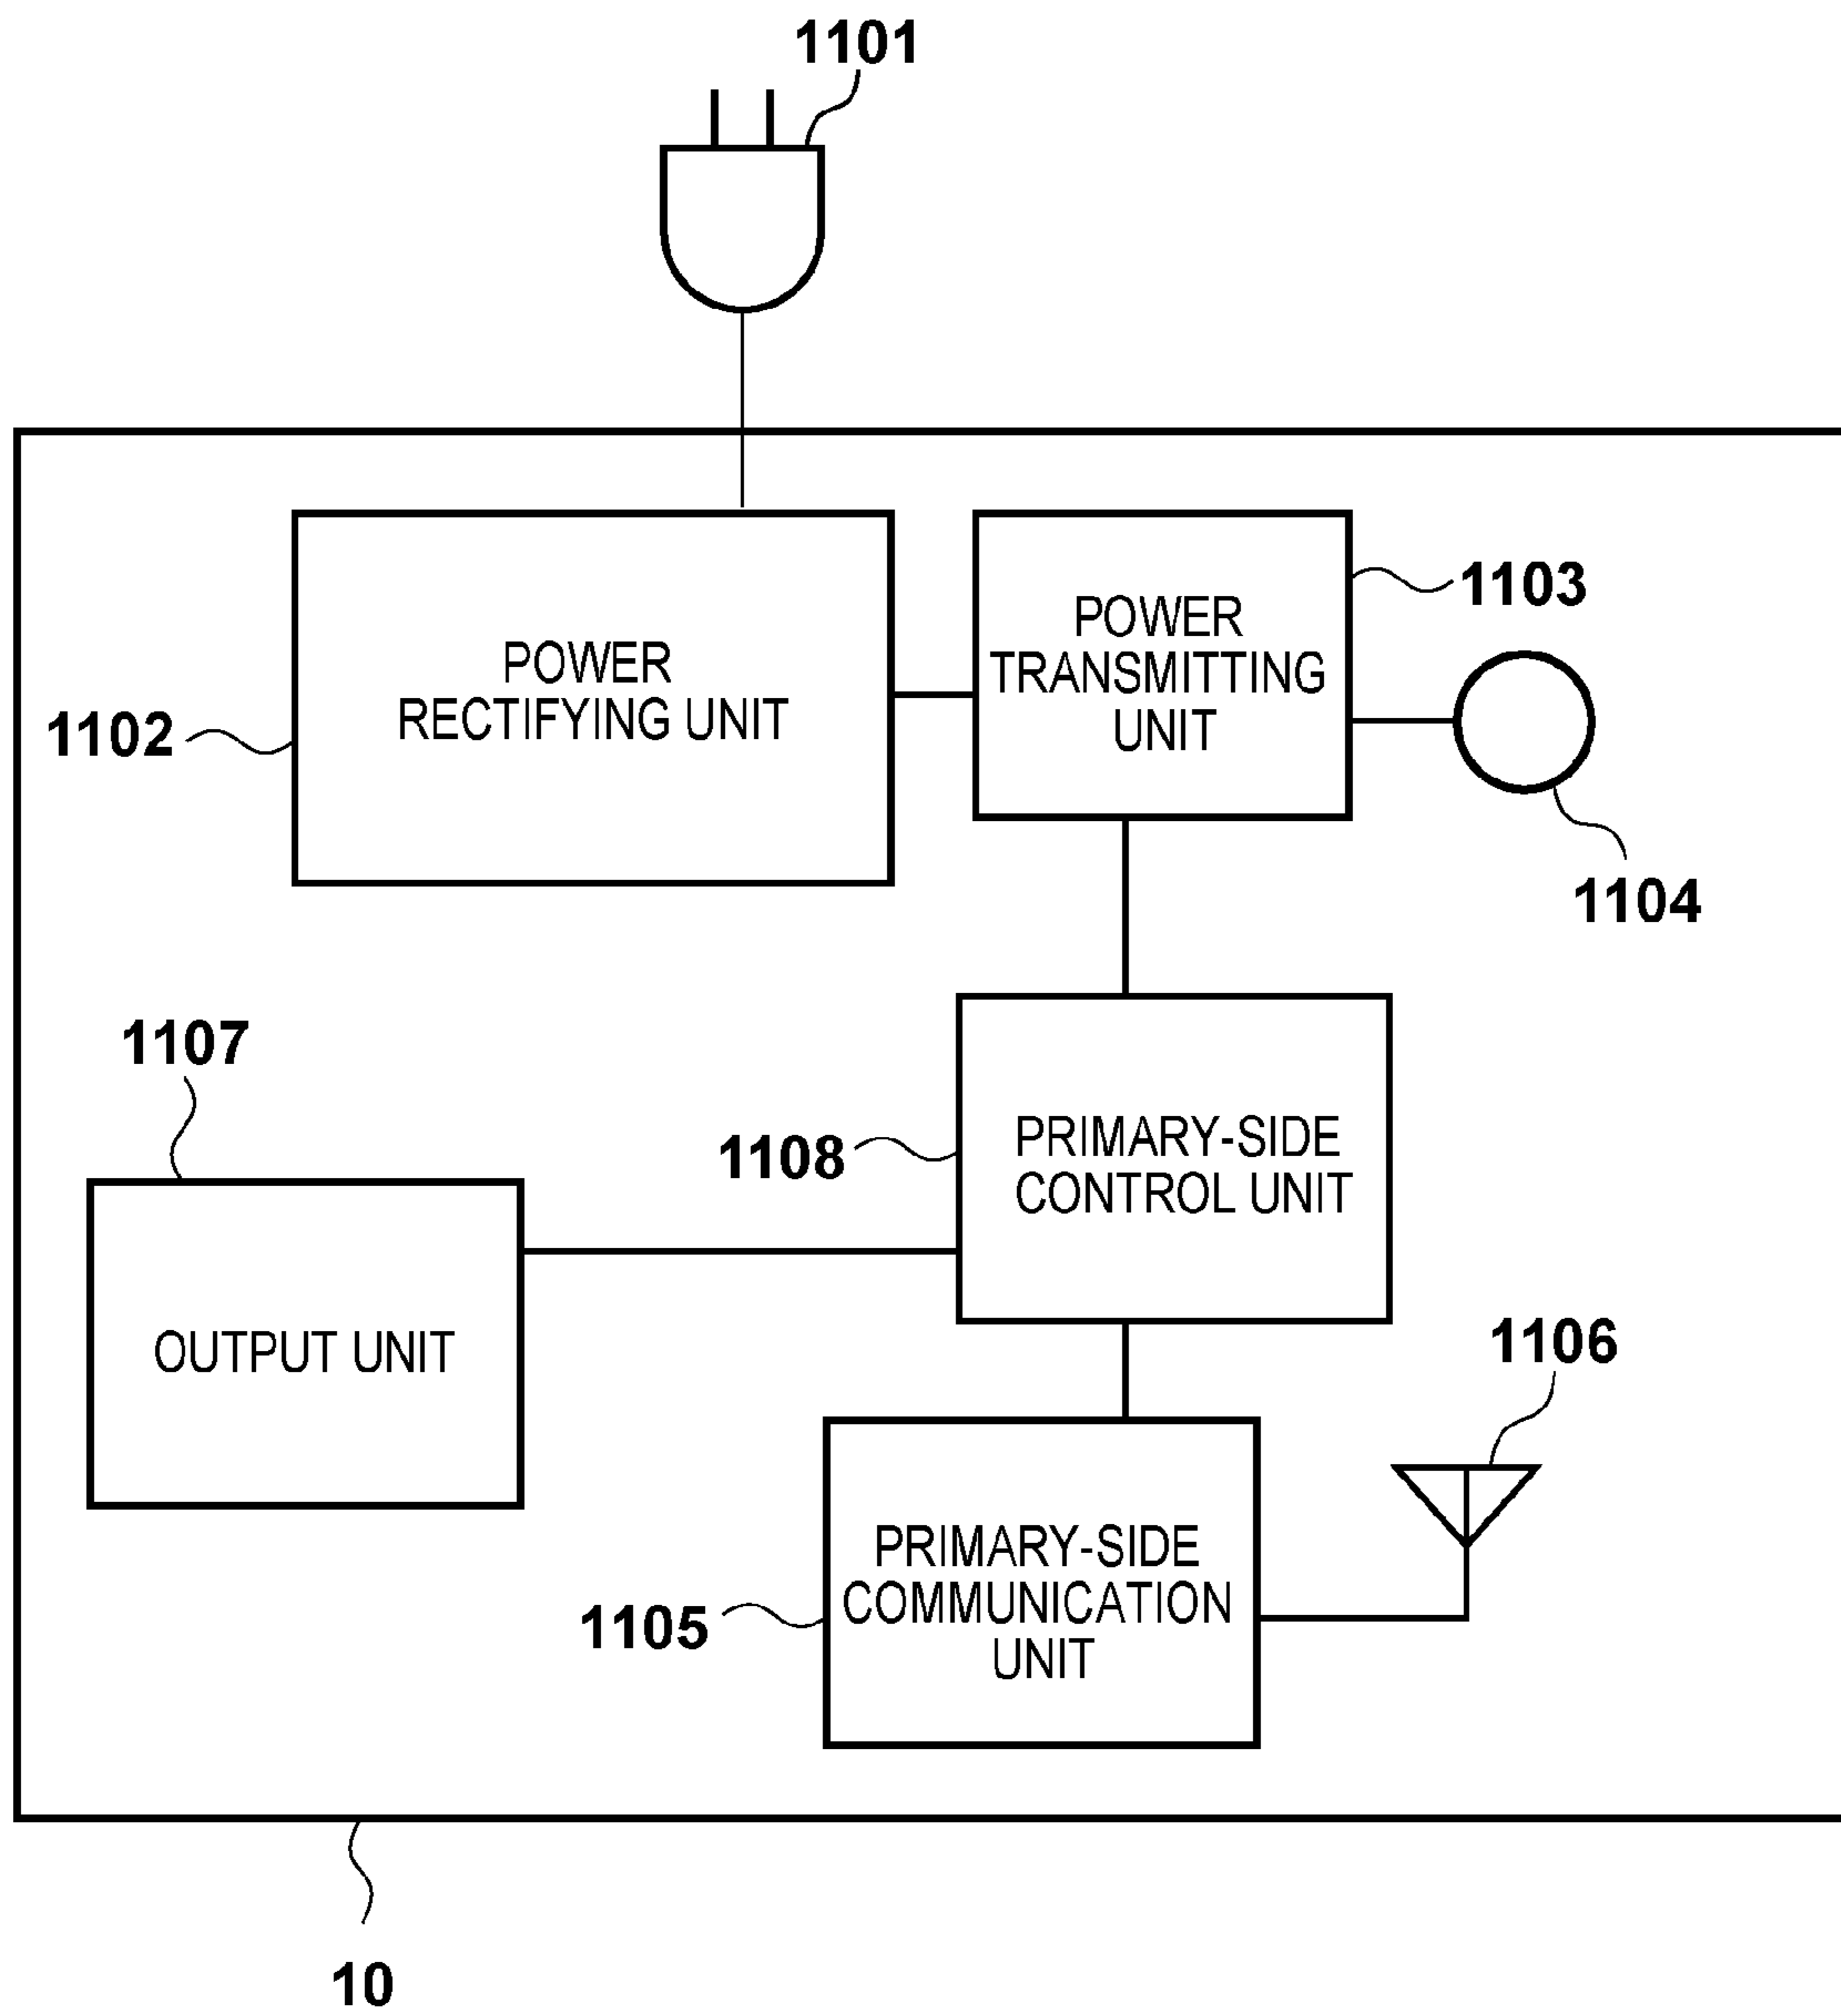 1101
POWER
RECTIFYING UNIT
1102
POWER
TRANSMITTING
UNIT
1103
1104
1107
OUTPUT UNIT
1108
PRIMARY-SIDE
CONTROL UNIT
1106
PRIMARY-SIDE
COMMUNICATION
UNIT
1105
10